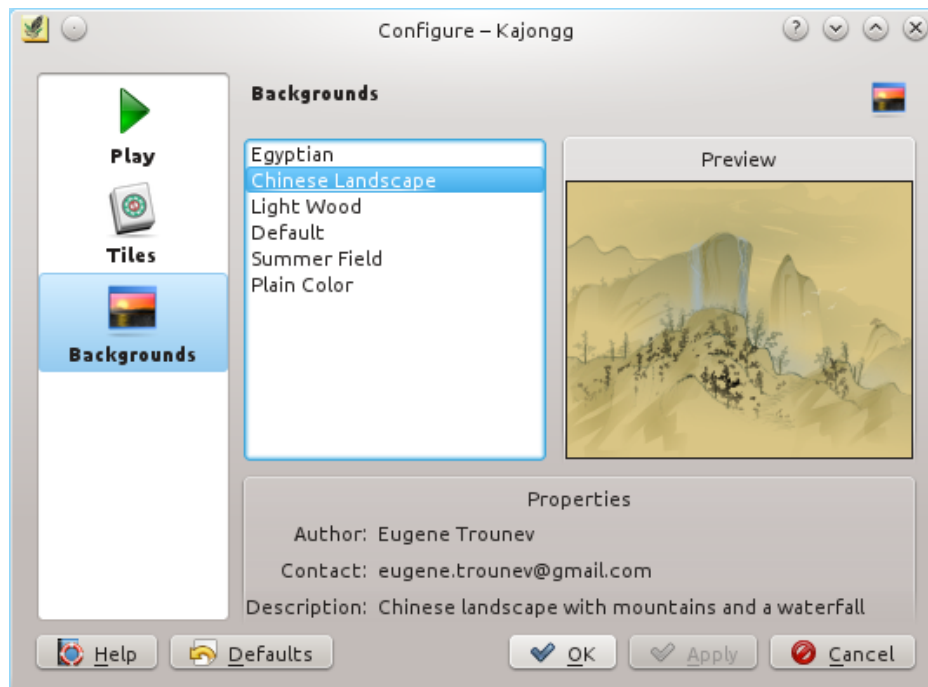 Configure – Kajongg
Play
Tiles
Backgrounds
Backgrounds
Egyptian
Chinese Landscape
Light Wood
Default
Summer Field
Plain Color
Preview
Properties
Author: Eugene Trounev
Contact: eugene.trounev@gmail.com
Description: Chinese landscape with mountains and a waterfall
Help Defaults OK Apply Cancel